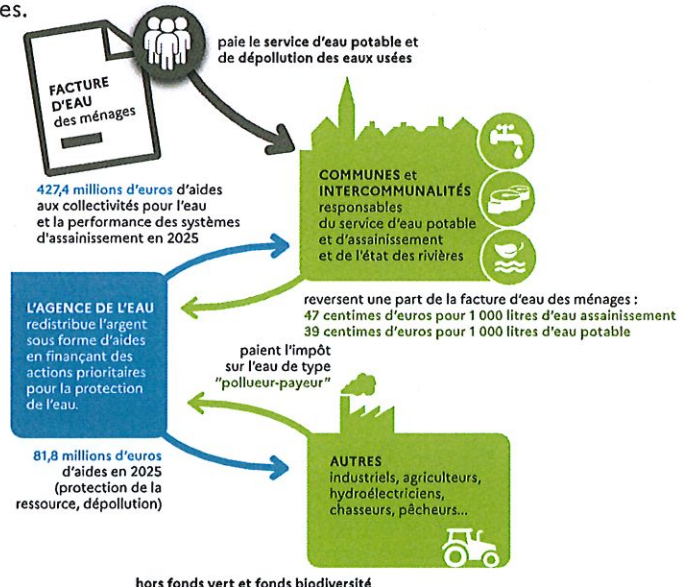 es.
paie le service d'eau potable et
de dépollution des eaux usées
FACTURE
D'EAU
des ménages
427,4 millions d'euros d'aides
aux collectivités pour l'eau
et la performance des systèmes
d'assainissement en 2025
COMMUNES et
INTERCOMMUNALITÉS
responsables
du service d'eau potable
et d'assainissement
et de l'état des rivières
reversent une part de la facture d'eau des ménages :
47 centimes d'euros pour 1 000 litres d'eau assainissement
39 centimes d'euros pour 1 000 litres d'eau potable
L'AGENCE DE L'EAU
redistribue l'argent
sous forme d'aides
en finançant des
actions prioritaires
pour la protection
de l'eau.
paient l'impôt
sur l'eau de type
"pollueur-payeur"
81,8 millions d'euros
d'aides en 2025
(protection de la
ressource, dépollution)
AUTRES
industriels, agriculteurs,
hydroélectriciens,
chasseurs, pêcheurs...
hors fonds vert et fonds biodiversité